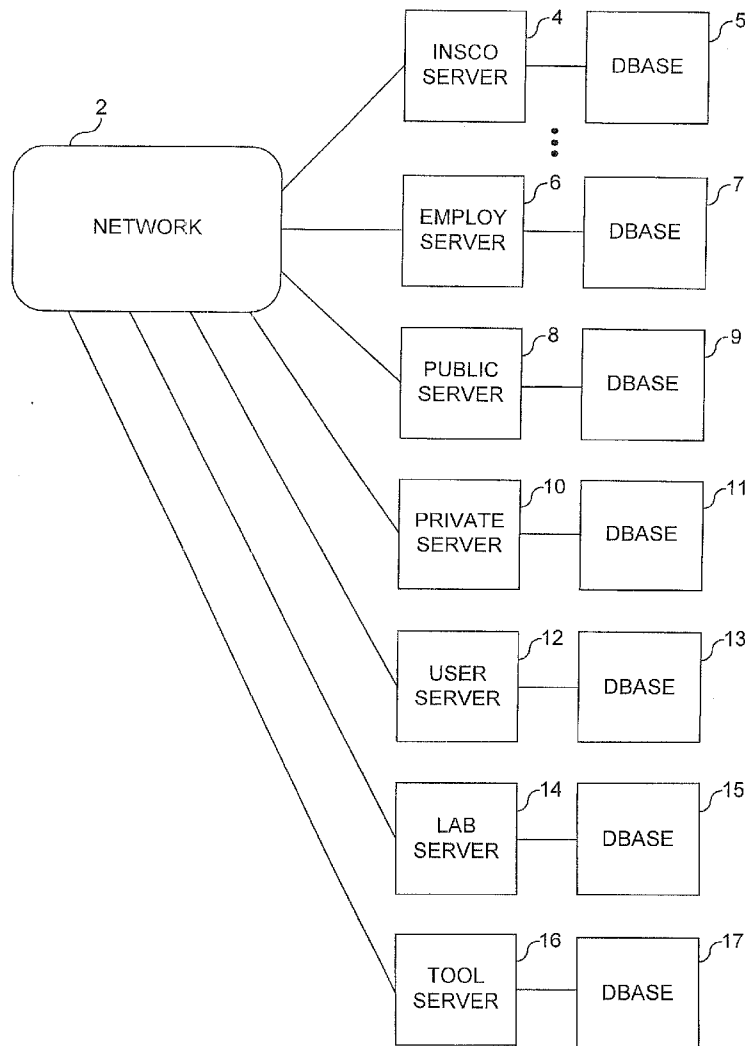 4
5
INSCO
SERVER
DBASE
2
NETWORK
6
7
EMPLOY
SERVER
DBASE
8
9
PUBLIC
SERVER
DBASE
10
11
PRIVATE
SERVER
DBASE
12
13
USER
SERVER
DBASE
14
15
LAB
SERVER
DBASE
16
17
TOOL
SERVER
DBASE